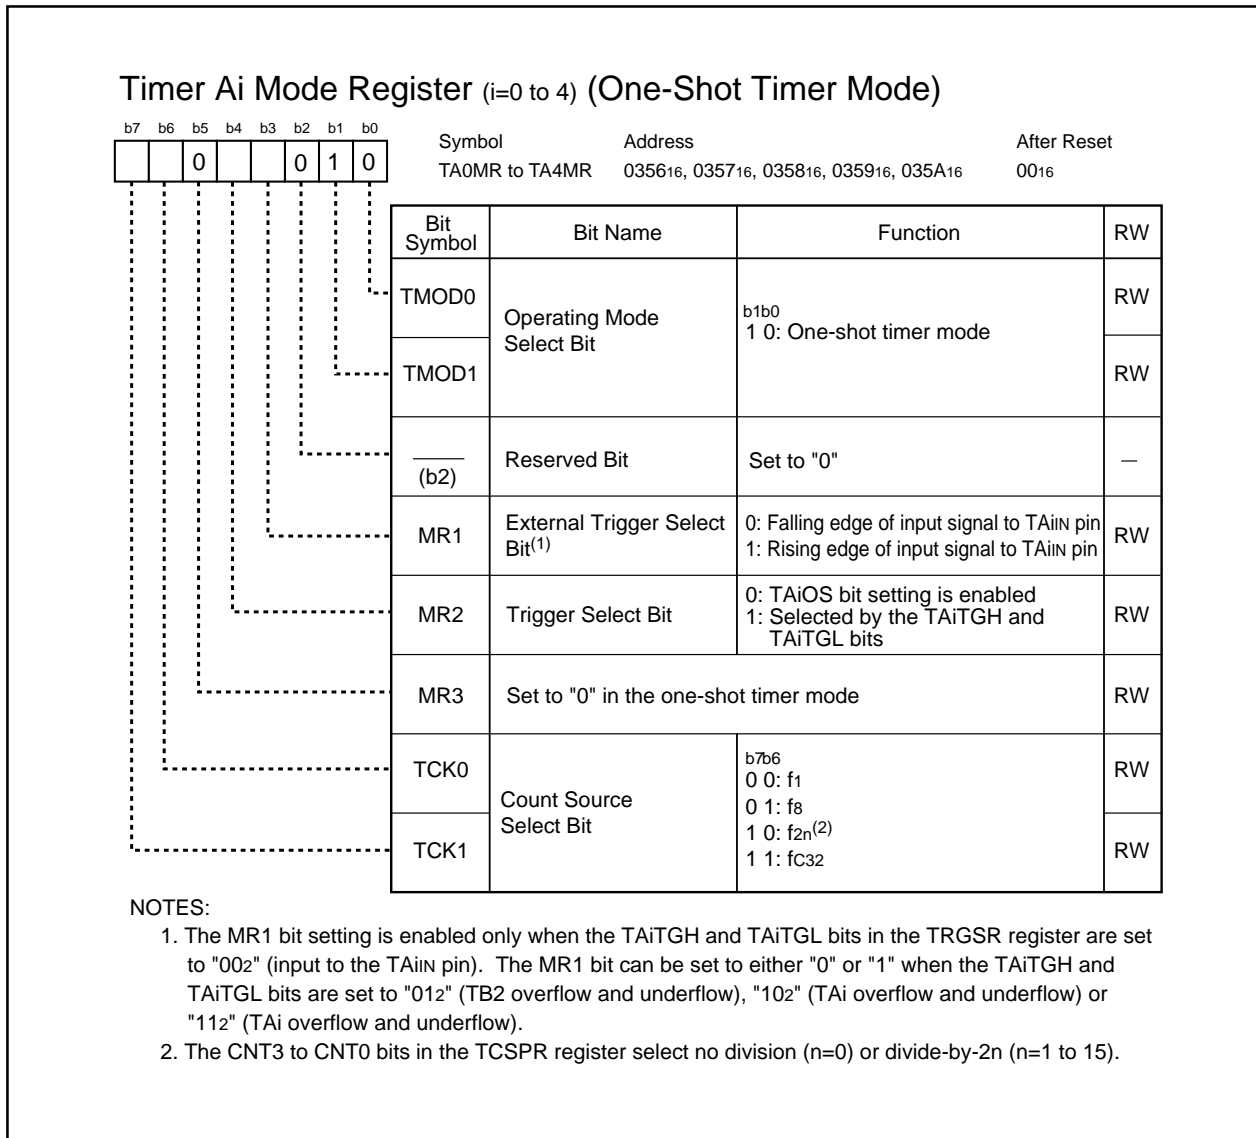 Timer Ai Mode Register (i=0 to 4) (One-Shot Timer Mode)
b7 b6 b5 b4 b3 b2 b1 b0
0 0 1 0
Symbol Address After Reset
TA0MR to TA4MR 035616, 035716, 035816, 035916, 035A16 0016
Bit Symbol Bit Name Function RW
TMOD0 RW
Operating Mode
Select Bit
b1b0
1 0: One-shot timer mode
TMOD1 RW
(b2) Reserved Bit Set to "0" —
MR1 External Trigger Select
Bit(1)
0: Falling edge of input signal to TAiIN pin
1: Rising edge of input signal to TAiIN pin
RW
MR2 Trigger Select Bit
0: TAiOS bit setting is enabled
1: Selected by the TAiTGH and
TAiTGL bits
RW
MR3 Set to "0" in the one-shot timer mode RW
TCK0 RW
Count Source
Select Bit
b7b6
0 0: f1
0 1: f8
1 0: f2n(2)
1 1: fC32
TCK1 RW
NOTES:
1. The MR1 bit setting is enabled only when the TAiTGH and TAiTGL bits in the TRGSR register are set
to "002" (input to the TAiIN pin). The MR1 bit can be set to either "0" or "1" when the TAiTGH and
TAiTGL bits are set to "012" (TB2 overflow and underflow), "102" (TAi overflow and underflow) or
"112" (TAi overflow and underflow).
2. The CNT3 to CNT0 bits in the TCSPR register select no division (n=0) or divide-by-2n (n=1 to 15).